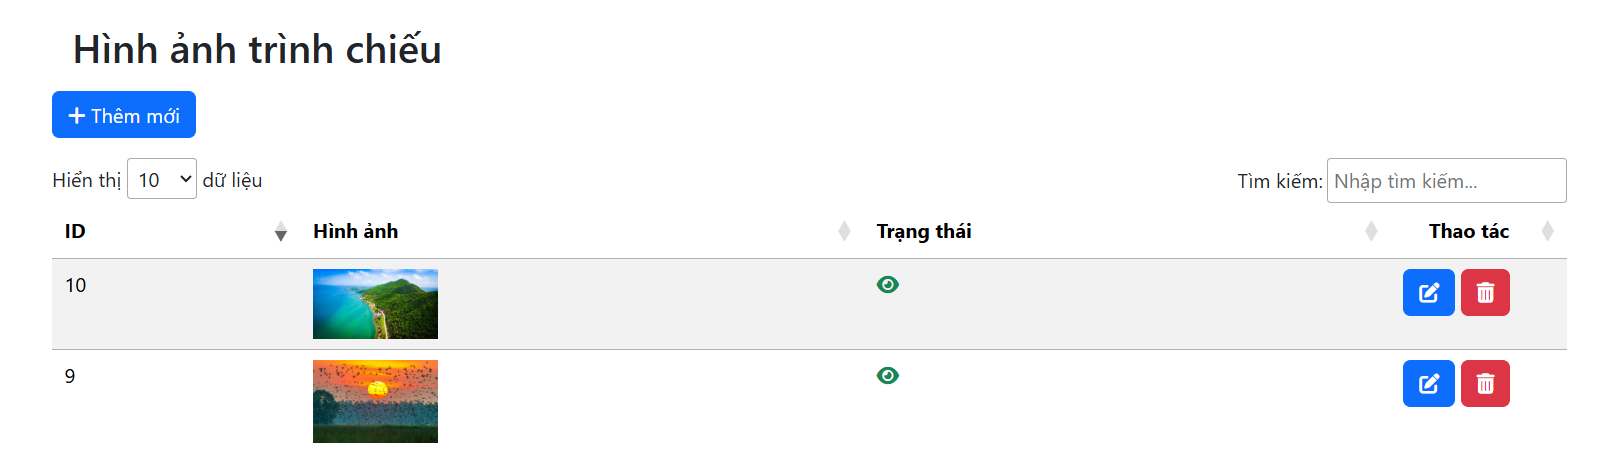 Hình ảnh trình chiếu
Thêm mới
Hiển thị 10 dữ liệu Tìm kiếm: Nhập tìm kiếm...
ID Hình ảnh Trạng thái Thao tác
10
9